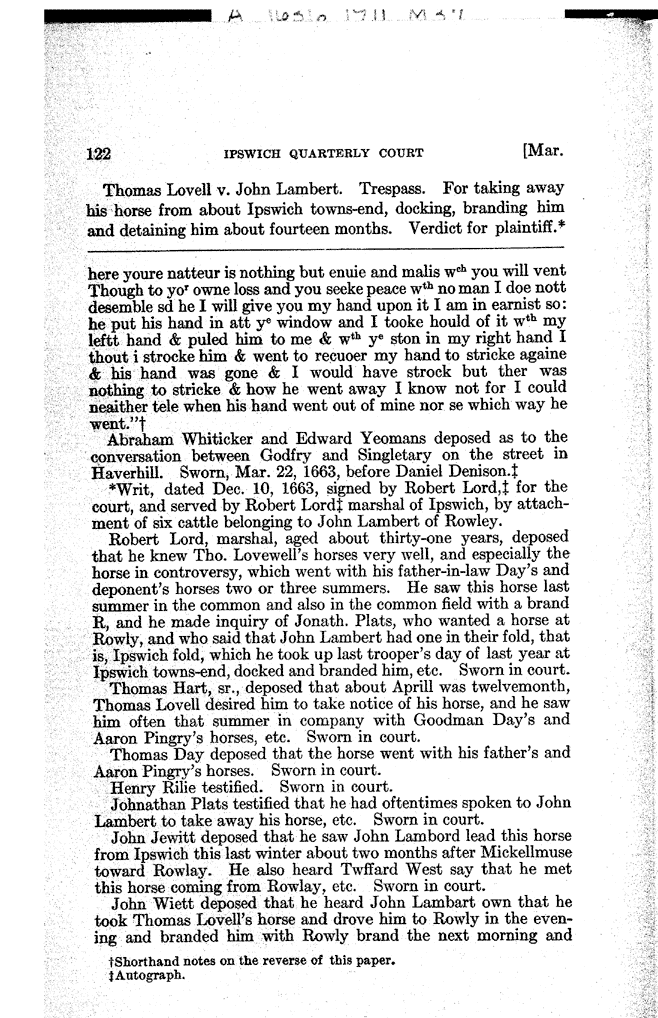 A 16510 1711 M 37
122 IPSWICH QUARTERLY COURT [Mar.
Thomas Lovell v. John Lambert. Trespass. For taking away
his horse from about Ipswich towns-end, docking, branding him
and detaining him about fourteen months. Verdict for plaintiff.*
here youre natteur is nothing but enuie and malis wᶜʰ you will vent
Though to yoʳ owne loss and you seeke peace wᵗʰ no man I doe nott
desemble sd he I will give you my hand upon it I am in earnist so:
he put his hand in att yᵉ window and I tooke hould of it wᵗʰ my
leftt hand & puled him to me & wᵗʰ yᵉ ston in my right hand I
thout i strocke him & went to recuoer my hand to stricke againe
& his hand was gone & I would have strock but ther was
nothing to stricke & how he went away I know not for I could
neaither tele when his hand went out of mine nor se which way he
went."†
Abraham Whiticker and Edward Yeomans deposed as to the
conversation between Godfry and Singletary on the street in
Haverhill. Sworn, Mar. 22, 1663, before Daniel Denison.‡
*Writ, dated Dec. 10, 1663, signed by Robert Lord,‡ for the
court, and served by Robert Lord‡ marshal of Ipswich, by attach-
ment of six cattle belonging to John Lambert of Rowley.
Robert Lord, marshal, aged about thirty-one years, deposed
that he knew Tho. Lovewell's horses very well, and especially the
horse in controversy, which went with his father-in-law Day's and
deponent's horses two or three summers. He saw this horse last
summer in the common and also in the common field with a brand
R, and he made inquiry of Jonath. Plats, who wanted a horse at
Rowly, and who said that John Lambert had one in their fold, that
is, Ipswich fold, which he took up last trooper's day of last year at
Ipswich towns-end, docked and branded him, etc. Sworn in court.
Thomas Hart, sr., deposed that about Aprill was twelvemonth,
Thomas Lovell desired him to take notice of his horse, and he saw
him often that summer in company with Goodman Day's and
Aaron Pingry's horses, etc. Sworn in court.
Thomas Day deposed that the horse went with his father's and
Aaron Pingry's horses. Sworn in court.
Henry Rilie testified. Sworn in court.
Johnathan Plats testified that he had oftentimes spoken to John
Lambert to take away his horse, etc. Sworn in court.
John Jewitt deposed that he saw John Lambord lead this horse
from Ipswich this last winter about two months after Mickellmuse
toward Rowlay. He also heard Twffard West say that he met
this horse coming from Rowlay, etc. Sworn in court.
John Wiett deposed that he heard John Lambart own that he
took Thomas Lovell's horse and drove him to Rowly in the even-
ing and branded him with Rowly brand the next morning and
†Shorthand notes on the reverse of this paper.
‡Autograph.